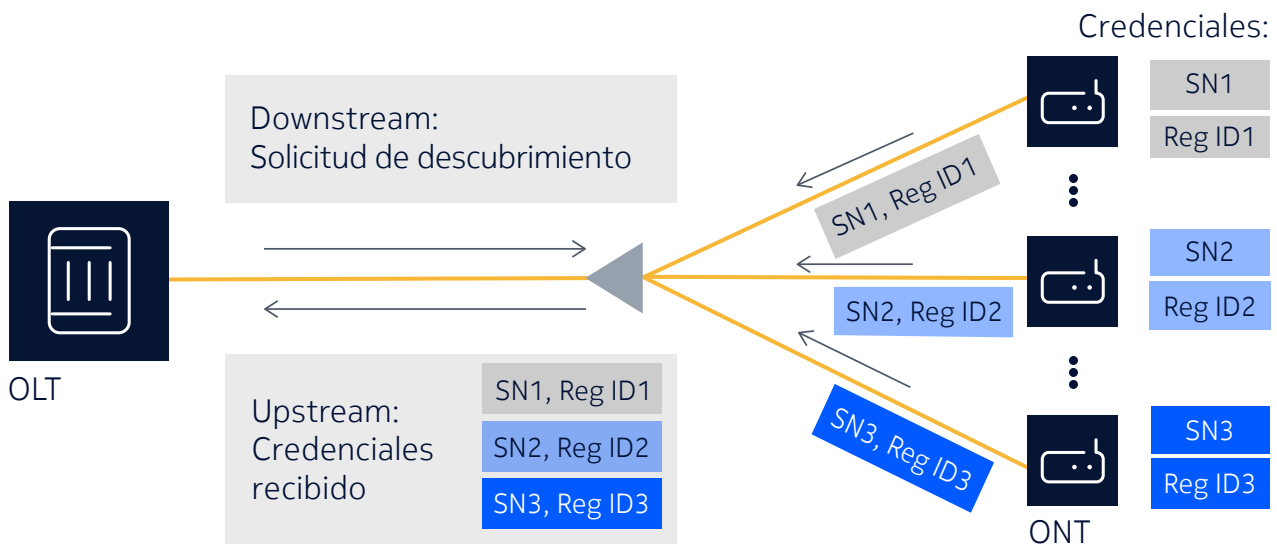 Credenciales:
SN1
Reg ID1
Downstream:
Solicitud de descubrimiento
SN1, Reg ID1
SN2
Reg ID2
SN2, Reg ID2
OLT
Upstream:
Credenciales
recibido
SN1, Reg ID1
SN2, Reg ID2
SN3, Reg ID3
SN3, Reg ID3
SN3
Reg ID3
ONT